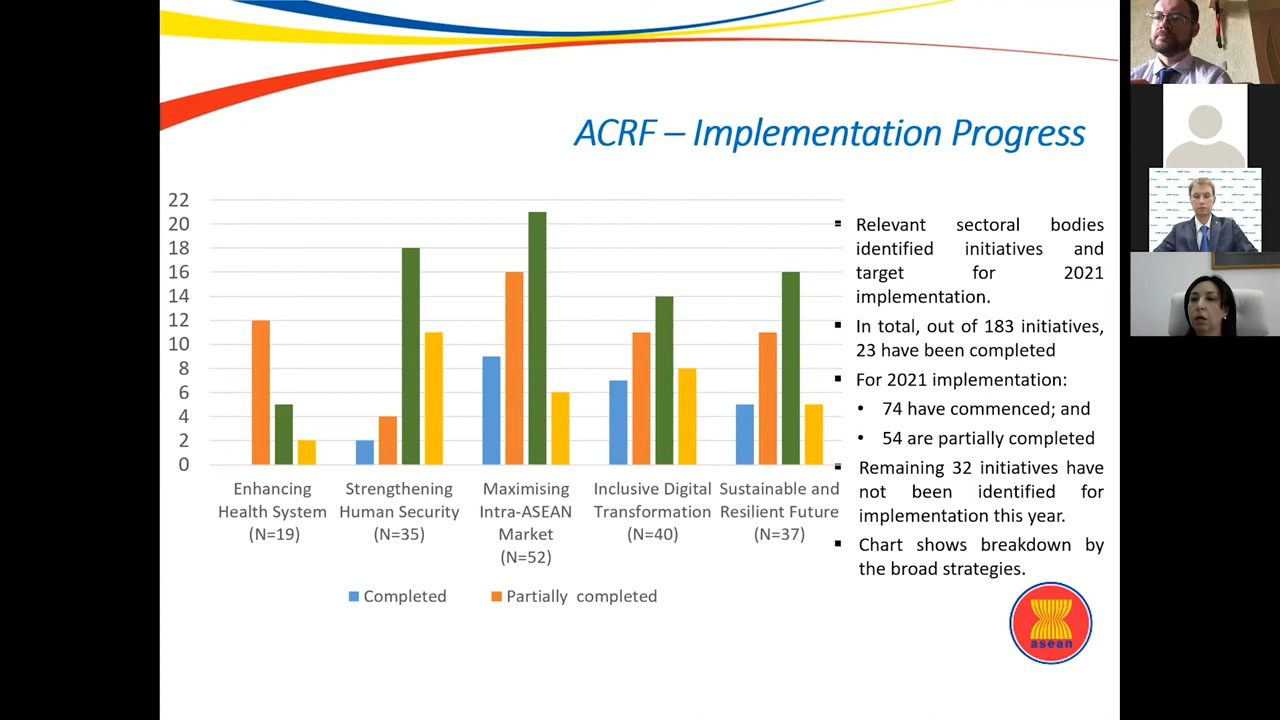 ACRF – Implementation Progress
22
20
18
16
14
12
10
8
6
4
2
0
Enhancing
Health System
(N=19)
Strengthening
Human Security
(N=35)
Maximising
Intra-ASEAN
Market
(N=52)
Inclusive Digital
Transformation
(N=40)
Sustainable and
Resilient Future
(N=37)
Completed
Partially completed
▪ Relevant sectoral bodies
identified initiatives and
target for 2021
implementation.
▪ In total, out of 183 initiatives,
23 have been completed
▪ For 2021 implementation:
• 74 have commenced; and
• 54 are partially completed
▪ Remaining 32 initiatives have
not been identified for
implementation this year.
▪ Chart shows breakdown by
the broad strategies.
asean